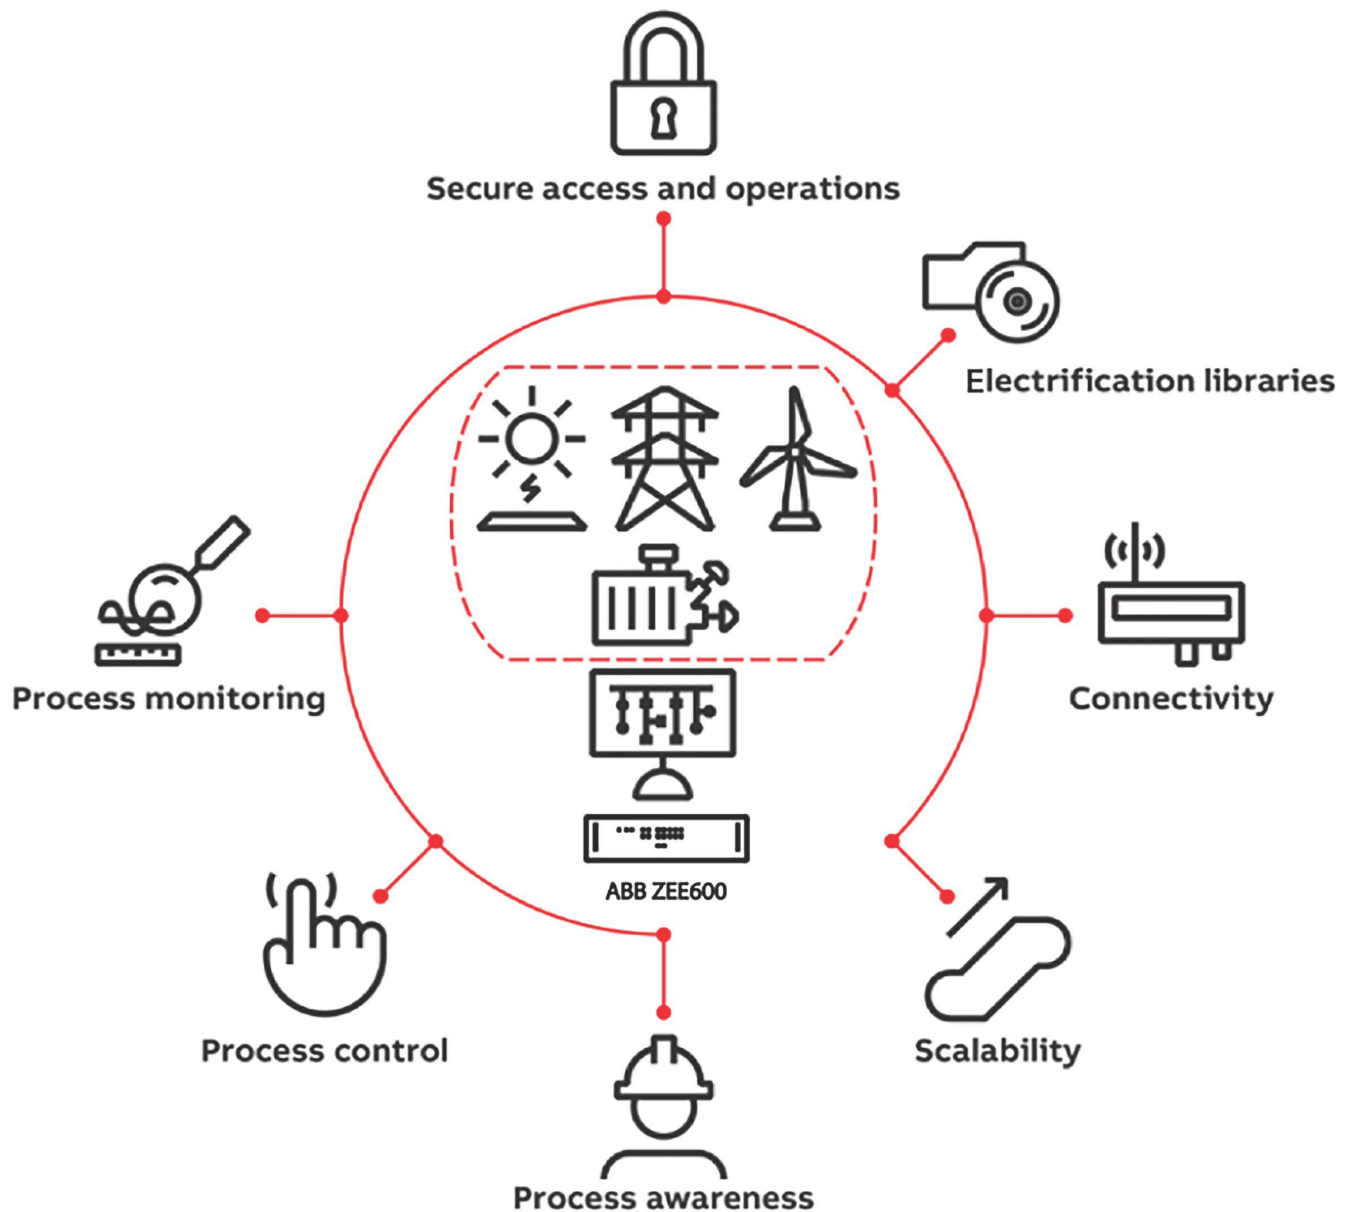 Secure access and operations
Electrification libraries
Process monitoring
Connectivity
ABB ZEE600
Process control
Scalability
Process awareness